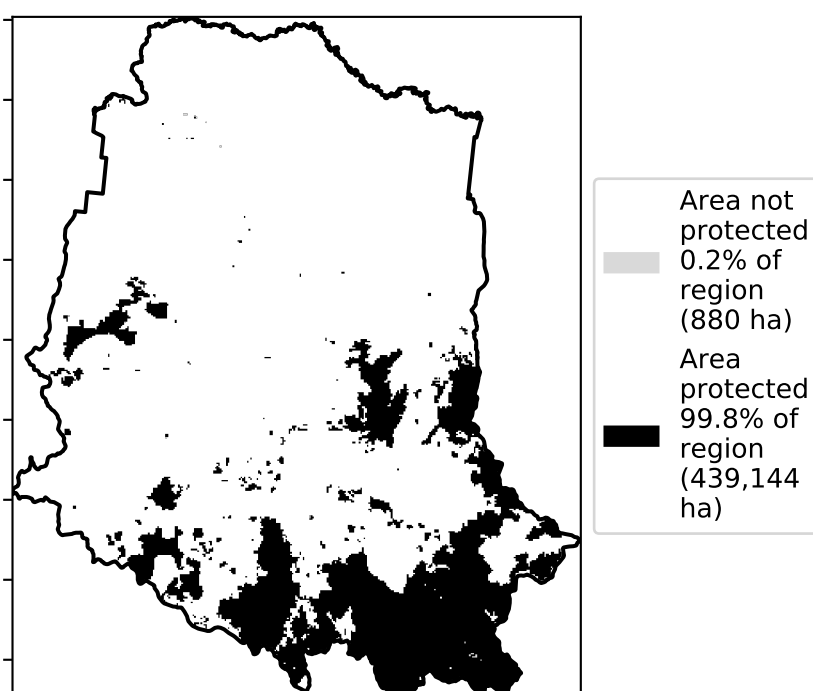 Area not
protected
0.2% of
region
(880 ha)
Area
protected
99.8% of
region
(439,144
ha)